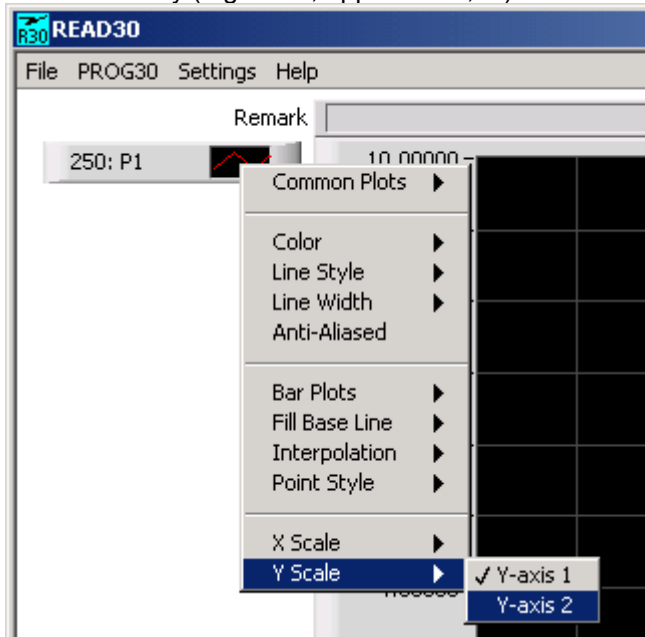 R30 READ30
File PROG30 Settings Help
Remark
250: P1
10.00000
Common Plots
Color
Line Style
Line Width
Anti-Aliased
Bar Plots
Fill Base Line
Interpolation
Point Style
X Scale
Y Scale
✓ Y-axis 1
Y-axis 2